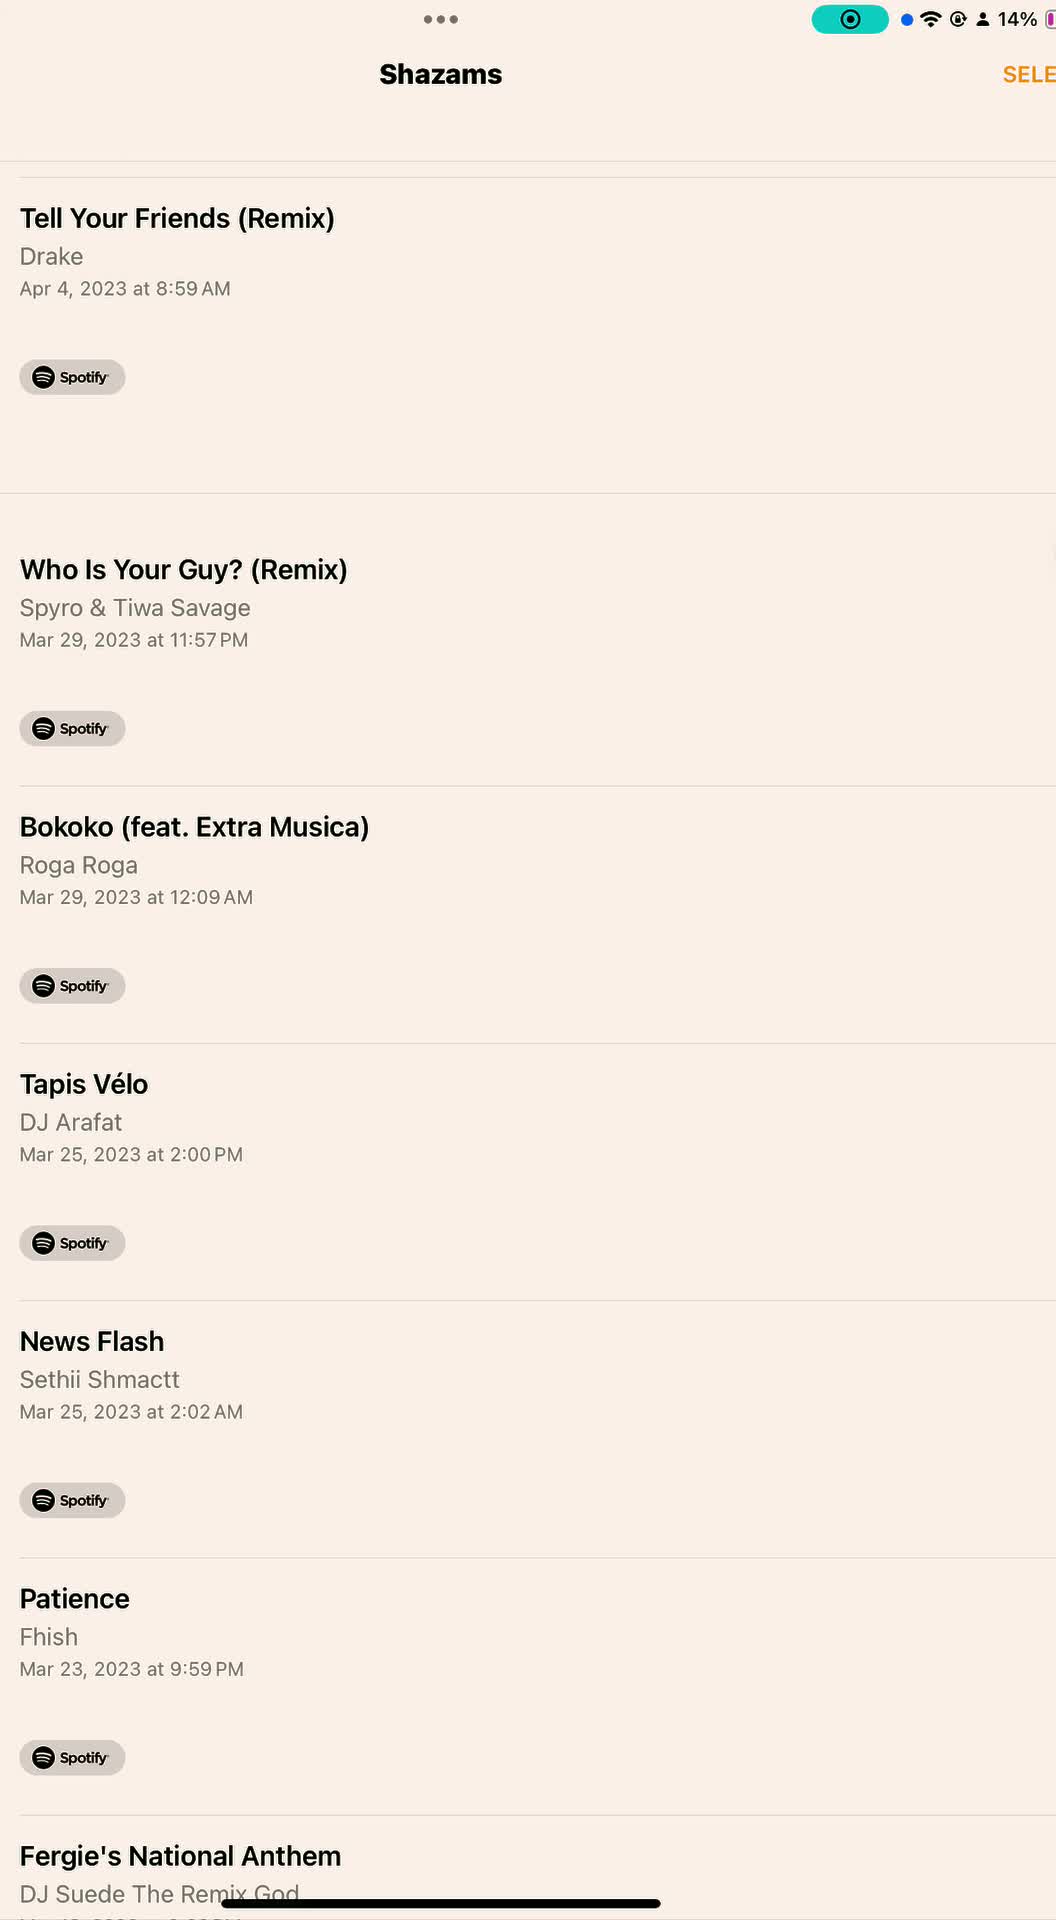 14%
Shazams
SELE
Tell Your Friends (Remix)
Drake
Apr 4, 2023 at 8:59 AM
Spotify
Who Is Your Guy? (Remix)
Spyro & Tiwa Savage
Mar 29, 2023 at 11:57 PM
Spotify
Bokoko (feat. Extra Musica)
Roga Roga
Mar 29, 2023 at 12:09 AM
Spotify
Tapis Vélo
DJ Arafat
Mar 25, 2023 at 2:00 PM
Spotify
News Flash
Sethii Shmactt
Mar 25, 2023 at 2:02 AM
Spotify
Patience
Fhish
Mar 23, 2023 at 9:59 PM
Spotify
Fergie's National Anthem
DJ Suede The Remix God